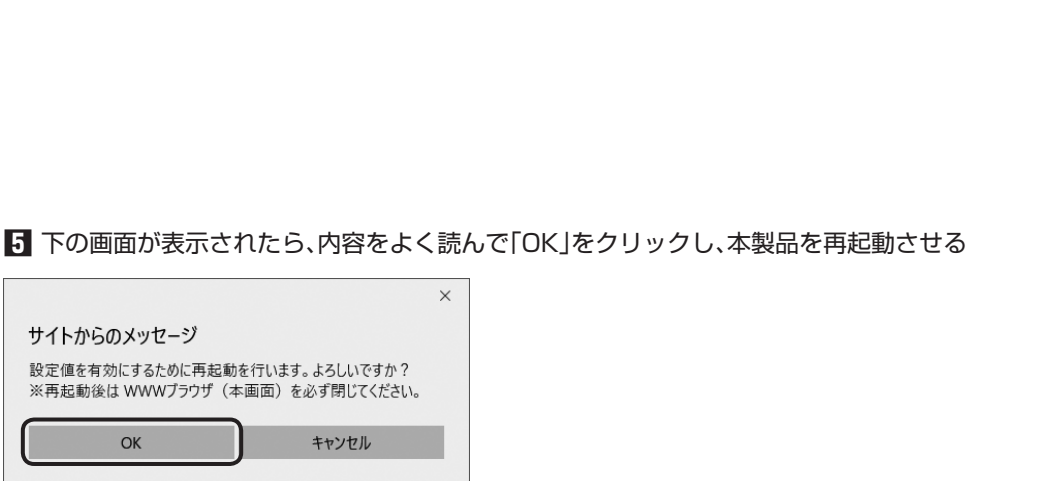 5 下の画面が表示されたら、内容をよく読んで「OK」をクリックし、本製品を再起動させる
×
サイトからのメッセージ
設定値を有効にするために再起動を行います。よろしいですか？
※再起動後は WWWブラウザ（本画面）を必ず閉じてください。
OK キャンセル